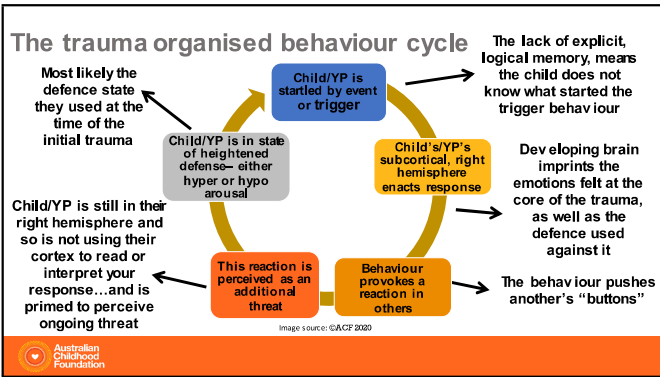 The trauma organised behaviour cycle
Most likely the
defence state
they used at the
time of the
initial trauma
Child/YP is
startled by event
or trigger
The lack of explicit,
logical memory, means
the child does not
know what started the
trigger behaviour
Child/YP is in state
of heightened
defense– either
hyper or hypo
arousal
Child's/YP's
subcortical, right
hemisphere
enacts response
Developing brain
imprints the
emotions felt at the
core of the trauma,
as well as the
defence used
against it
Child/YP is still in their
right hemisphere and
so is not using their
cortex to read or
interpret your
response...and is
primed to perceive
ongoing threat
This reaction is
perceived as an
additional
threat
Behaviour
provokes a
reaction in
others
The behaviour pushes
another's “buttons”
Image source: ©ACF 2020
Australian
Childhood
Foundation